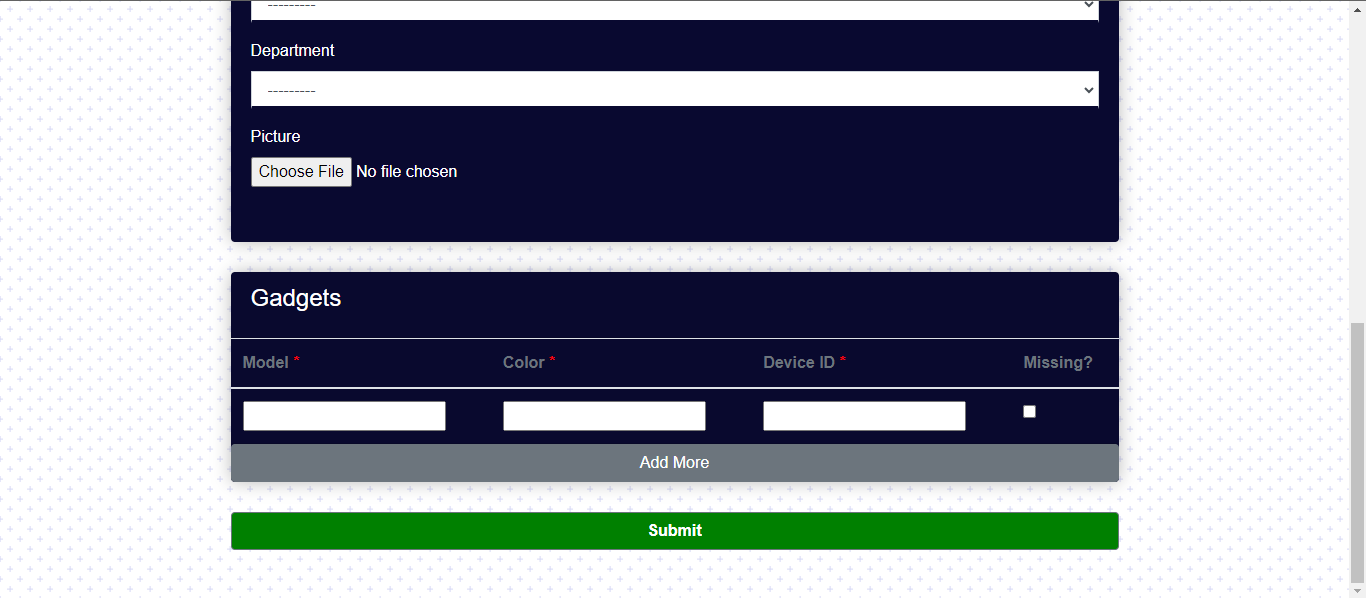 ---------
Department
---------
Picture
Choose File No file chosen
Gadgets
Model * Color * Device ID * Missing?
Add More
Submit